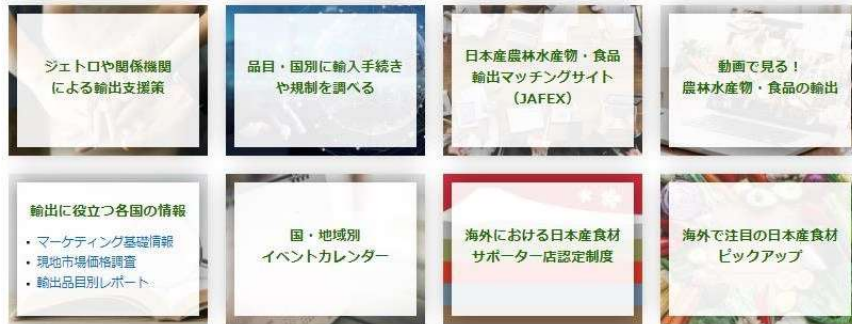 ジェトロや関係機関
による輸出支援策
品目・国別に輸入手続き
や規制を調べる
日本産農林水産物・食品
輸出マッチングサイト
（JAFEX）
動画で見る！
農林水産物・食品の輸出
輸出に役立つ各国の情報
・マーケティング基礎情報
・現地市場価格調査
・輸出品目別レポート
国・地域別
イベントカレンダー
海外における日本産食材
サポーター店認定制度
海外で注目の日本産食材
ピックアップ